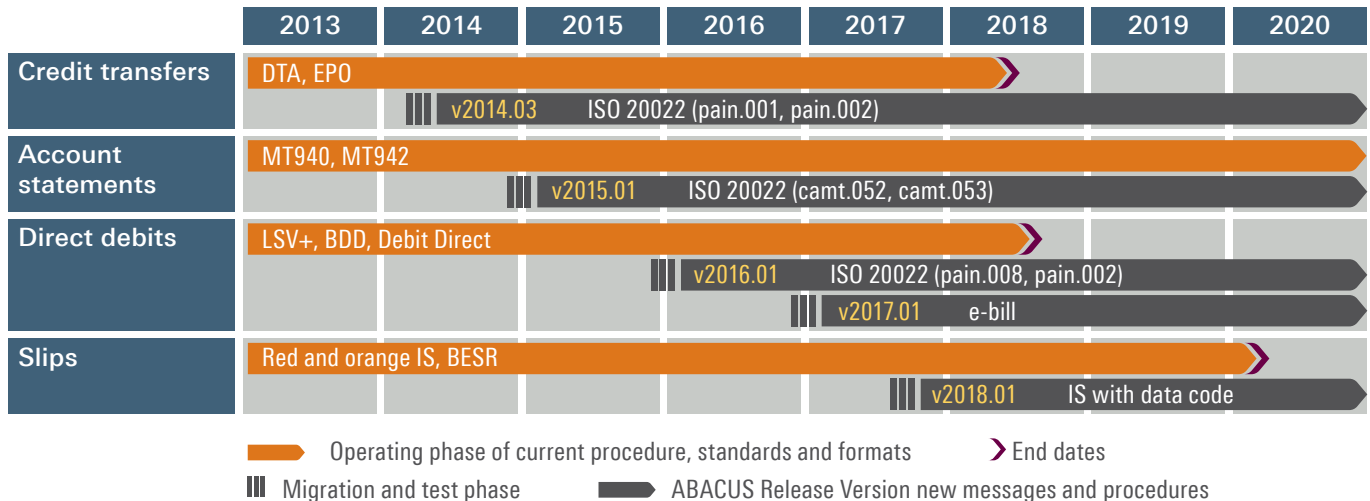 2013 2014 2015 2016 2017 2018 2019 2020
Credit transfers
DTA, EPO
v2014.03 ISO 20022 (pain.001, pain.002)
Account
statements
MT940, MT942
v2015.01 ISO 20022 (camt.052, camt.053)
Direct debits
LSV+, BDD, Debit Direct
v2016.01 ISO 20022 (pain.008, pain.002)
v2017.01 e-bill
Slips
Red and orange IS, BESR
v2018.01 IS with data code
Operating phase of current procedure, standards and formats
End dates
Migration and test phase
ABACUS Release Version new messages and procedures